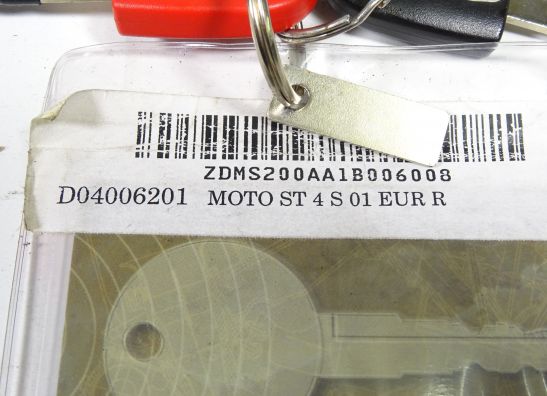 ZDMS200AA1B006008
D04006201 MOTO ST 4 S 01 EUR R